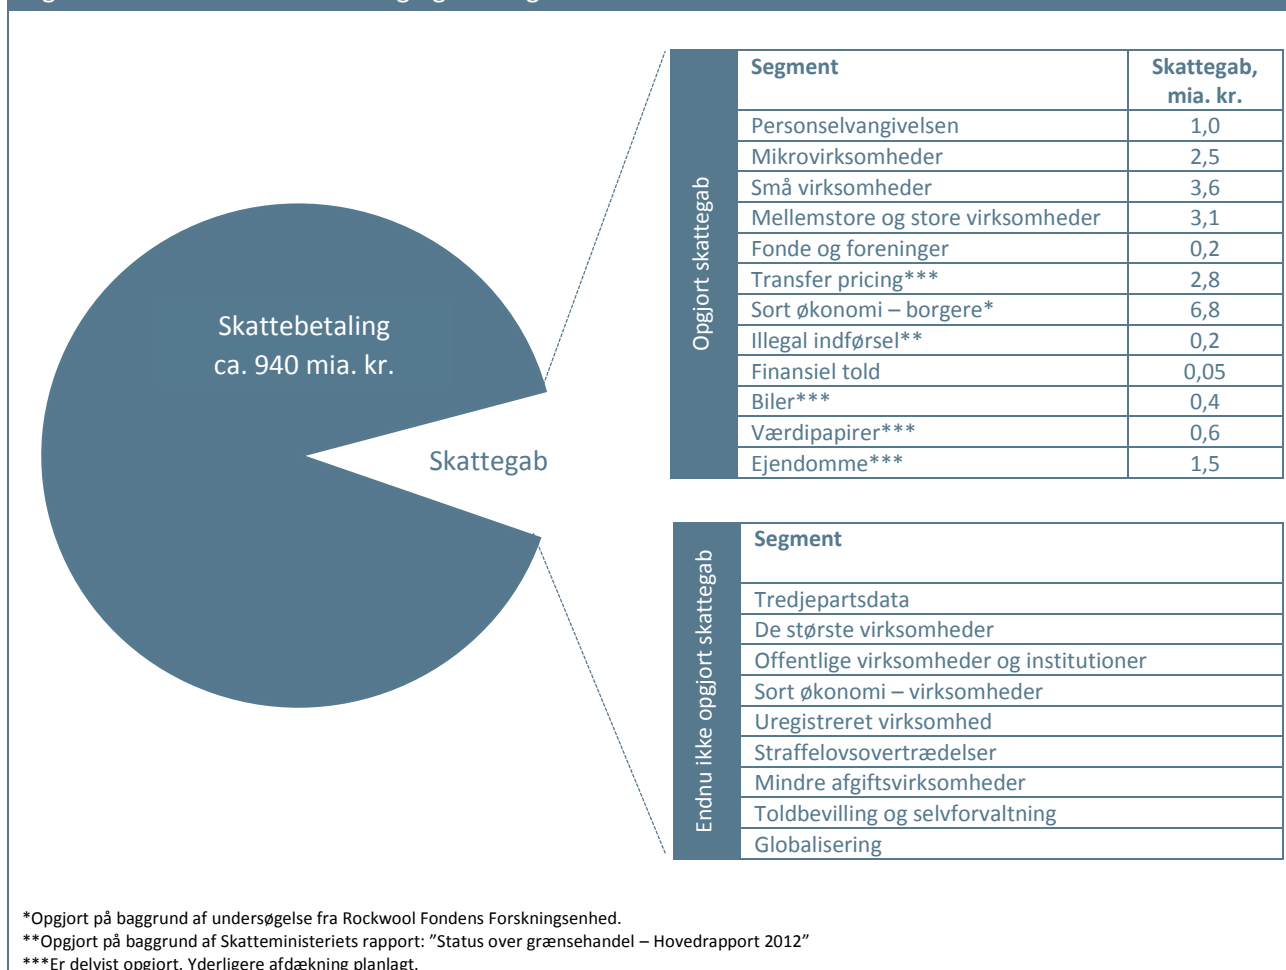 Skattebetaling
ca. 940 mia. kr.
Skattegab
Opgjort skattegab
Segment Skattegab,
mia. kr.
Personselvangivelsen 1,0
Mikrovirksomheder 2,5
Små virksomheder 3,6
Mellemstore og store virksomheder 3,1
Fonde og foreninger 0,2
Transfer pricing*** 2,8
Sort økonomi – borgere* 6,8
Illegal indførsel** 0,2
Finansiel told 0,05
Biler*** 0,4
Værdipapirer*** 0,6
Ejendomme*** 1,5
Endnu ikke opgjort skattegab
Segment
Tredjepartsdata
De største virksomheder
Offentlige virksomheder og institutioner
Sort økonomi – virksomheder
Uregistreret virksomhed
Straffelovsovertrædelser
Mindre afgiftsvirksomheder
Toldbevilling og selvforvaltning
Globalisering
*Opgjort på baggrund af undersøgelse fra Rockwool Fondens Forskningsenhed.
**Opgjort på baggrund af Skatteministeriets rapport: ”Status over grænsehandel – Hovedrapport 2012”
***Er delvist opgjort. Yderligere afdækning planlagt.